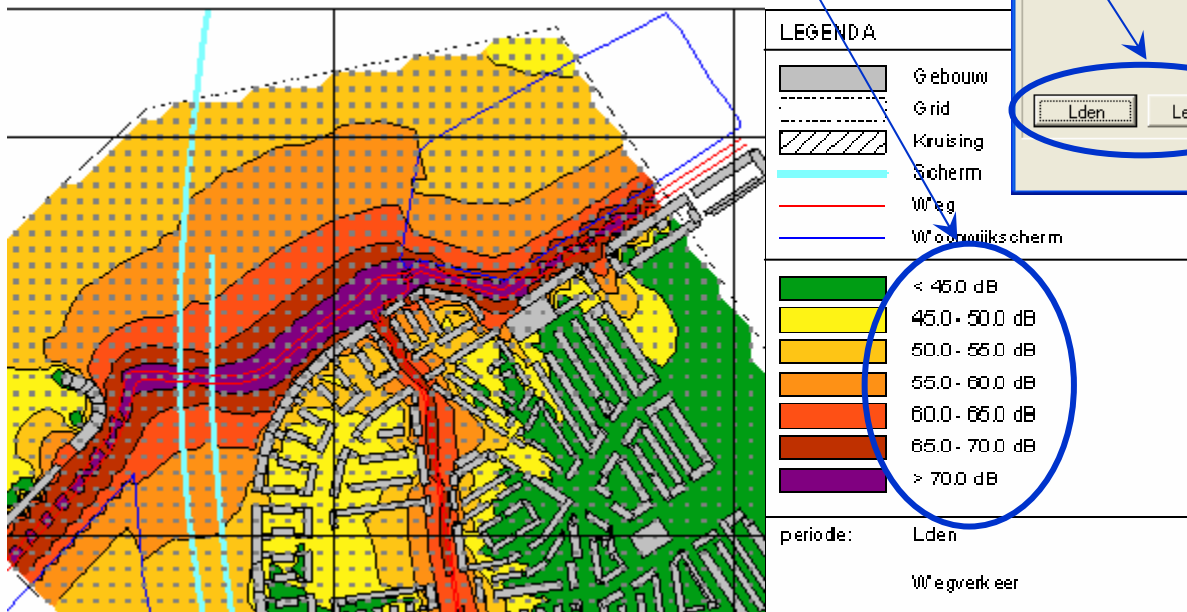 LEGENDA
Gebouw
Grid
Kruising
Scherm
Weg
Woonwijkscherm
< 45.0 dB
45.0 - 50.0 dB
50.0 - 55.0 dB
55.0 - 60.0 dB
60.0 - 65.0 dB
65.0 - 70.0 dB
> 70.0 dB
periode: Lden
Wegverkeer
Lden